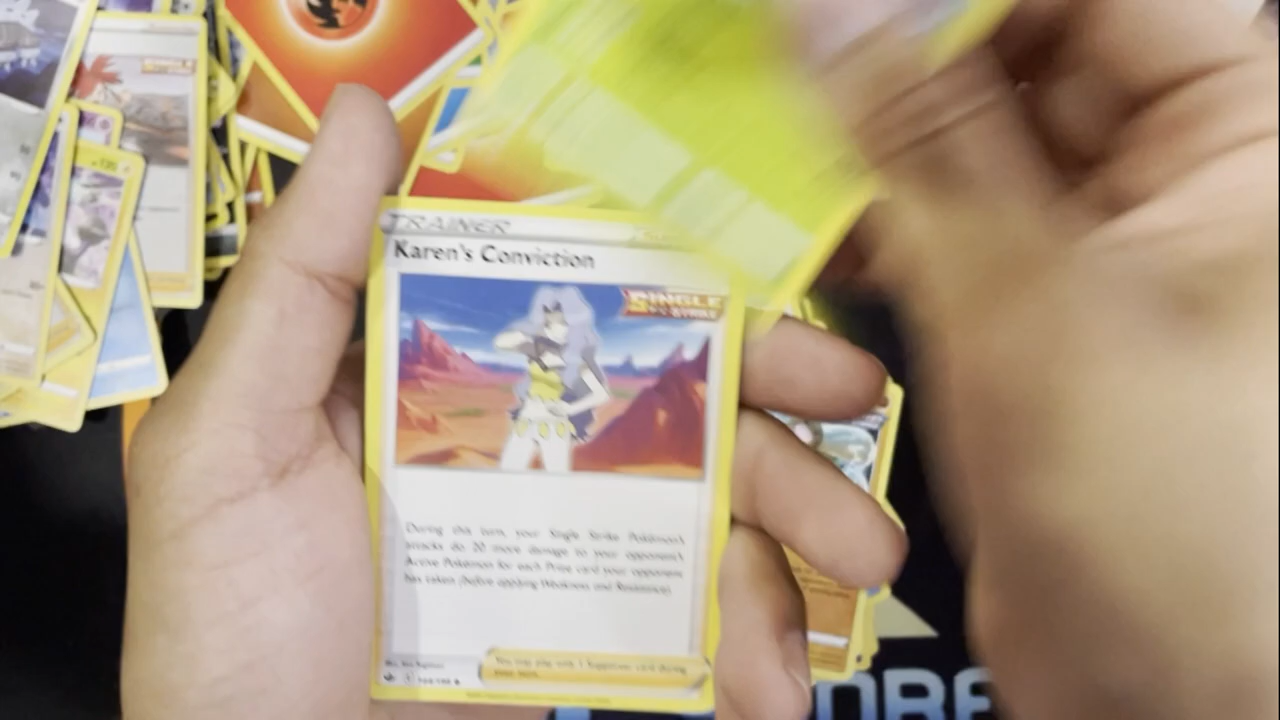 SINGLE
TRAINER
Karen's Conviction
SINGLE
STRIKE
During this turn, your Single Strike Pokémon's
attacks do 20 more damage to your opponent's
Active Pokémon for each Prize card your opponent
has taken (before applying Weakness and Resistance).
You may play only 1 Supporter card during
your turn.